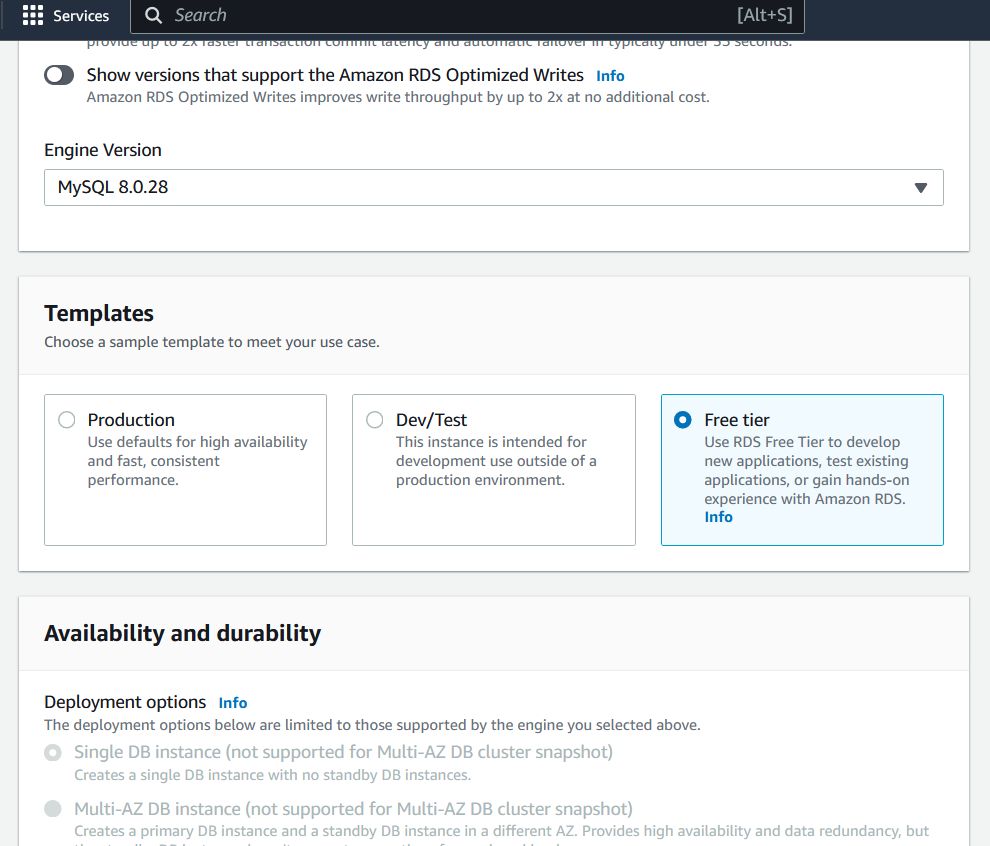 Services
Search
[Alt+S]
provide up to 2x faster transaction commit latency and automatic failover in typically under 35 seconds.
Show versions that support the Amazon RDS Optimized Writes Info
Amazon RDS Optimized Writes improves write throughput by up to 2x at no additional cost.
Engine Version
MySQL 8.0.28
Templates
Choose a sample template to meet your use case.
Production
Use defaults for high availability
and fast, consistent
performance.
Dev/Test
This instance is intended for
development use outside of a
production environment.
Free tier
Use RDS Free Tier to develop
new applications, test existing
applications, or gain hands-on
experience with Amazon RDS.
Info
Availability and durability
Deployment options Info
The deployment options below are limited to those supported by the engine you selected above.
Single DB instance (not supported for Multi-AZ DB cluster snapshot)
Creates a single DB instance with no standby DB instances.
Multi-AZ DB instance (not supported for Multi-AZ DB cluster snapshot)
Creates a primary DB instance and a standby DB instance in a different AZ. Provides high availability and data redundancy, but